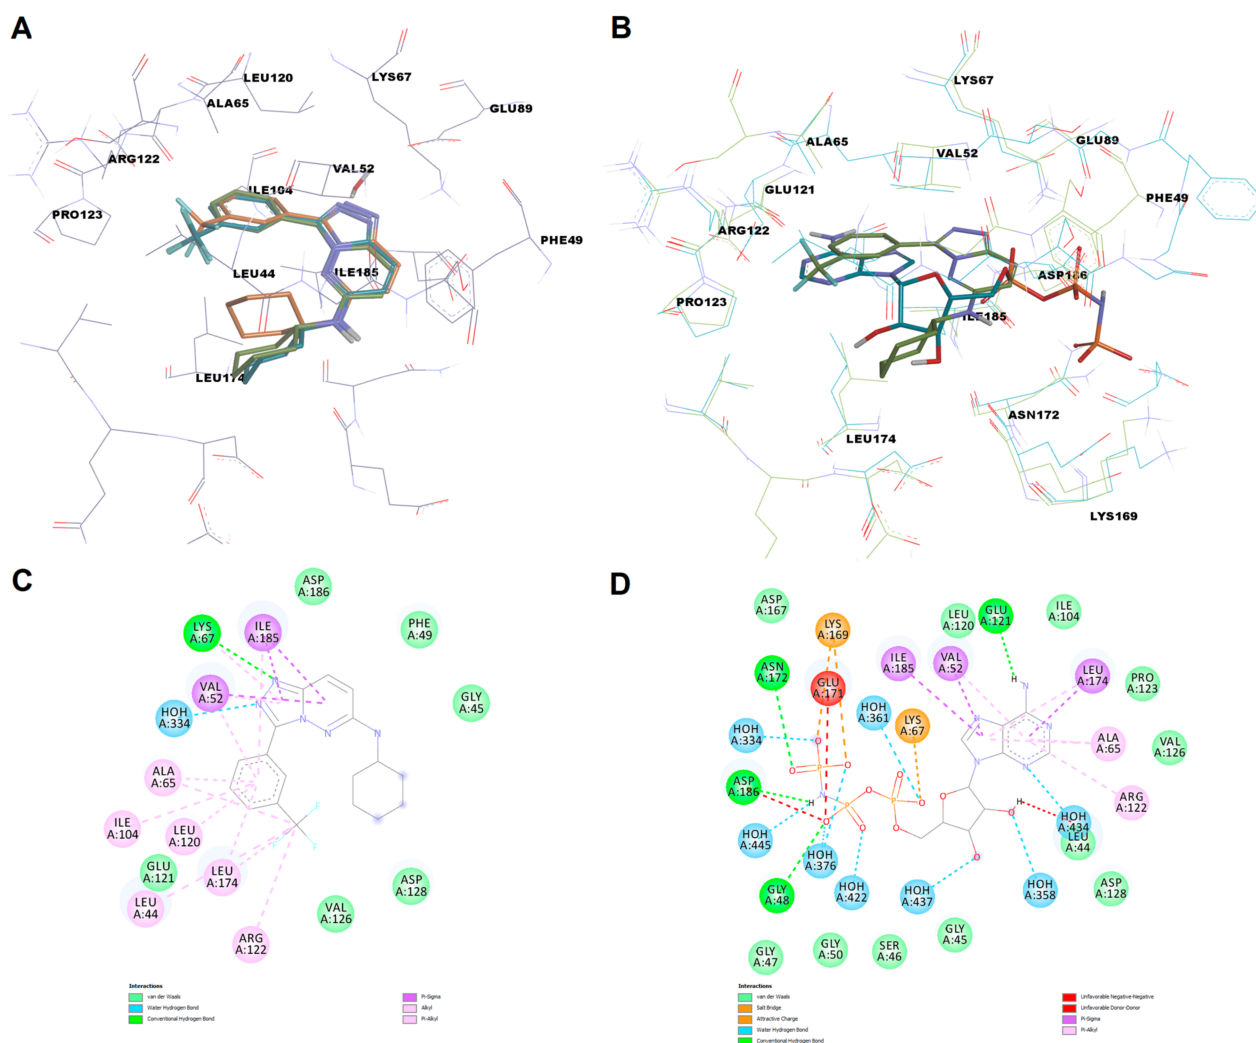 A
LEU120
ALA65
LYS67
GLU89
ARG122
VAL52
ILE104
PRO123
PHE49
LEU44
ILE185
LEU174
B
LYS67
ALA65
VAL52
GLU89
GLU121
PHE49
ARG122
ASP186
PRO123
ILE185
ASN172
LEU174
LYS169
C
ASP
A:186
LYS
A:67
ILE
A:185
PHE
A:49
VAL
A:52
GLY
A:45
HOH
A:334
N
N
N
N
N
H
ALA
A:65
ILE
A:104
LEU
A:120
F
F
F
GLU
A:121
LEU
A:174
ASP
A:128
LEU
A:44
VAL
A:126
ARG
A:122
Interactions
van der Waals
Water Hydrogen Bond
Conventional Hydrogen Bond
Pi-Sigma
Alkyl
Pi-Alkyl
D
ASP
A:167
LYS
A:169
LEU
A:120
GLU
A:121
ILE
A:104
ASN
A:172
GLU
A:171
ILE
A:185
VAL
A:52
LEU
A:174
PRO
A:123
HOH
A:361
LYS
A:67
HOH
A:334
ALA
A:65
VAL
A:126
ASP
A:186
ARG
A:122
HOH
A:445
HOH
A:376
HOH
A:434
LEU
A:44
GLY
A:48
HOH
A:422
HOH
A:437
HOH
A:358
ASP
A:128
GLY
A:47
GLY
A:50
SER
A:46
GLY
A:45
Interactions
van der Waals
Salt Bridge
Attractive Charge
Water Hydrogen Bond
Conventional Hydrogen Bond
Unfavorable Negative-Negative
Unfavorable Donor-Donor
Pi-Sigma
Pi-Alkyl